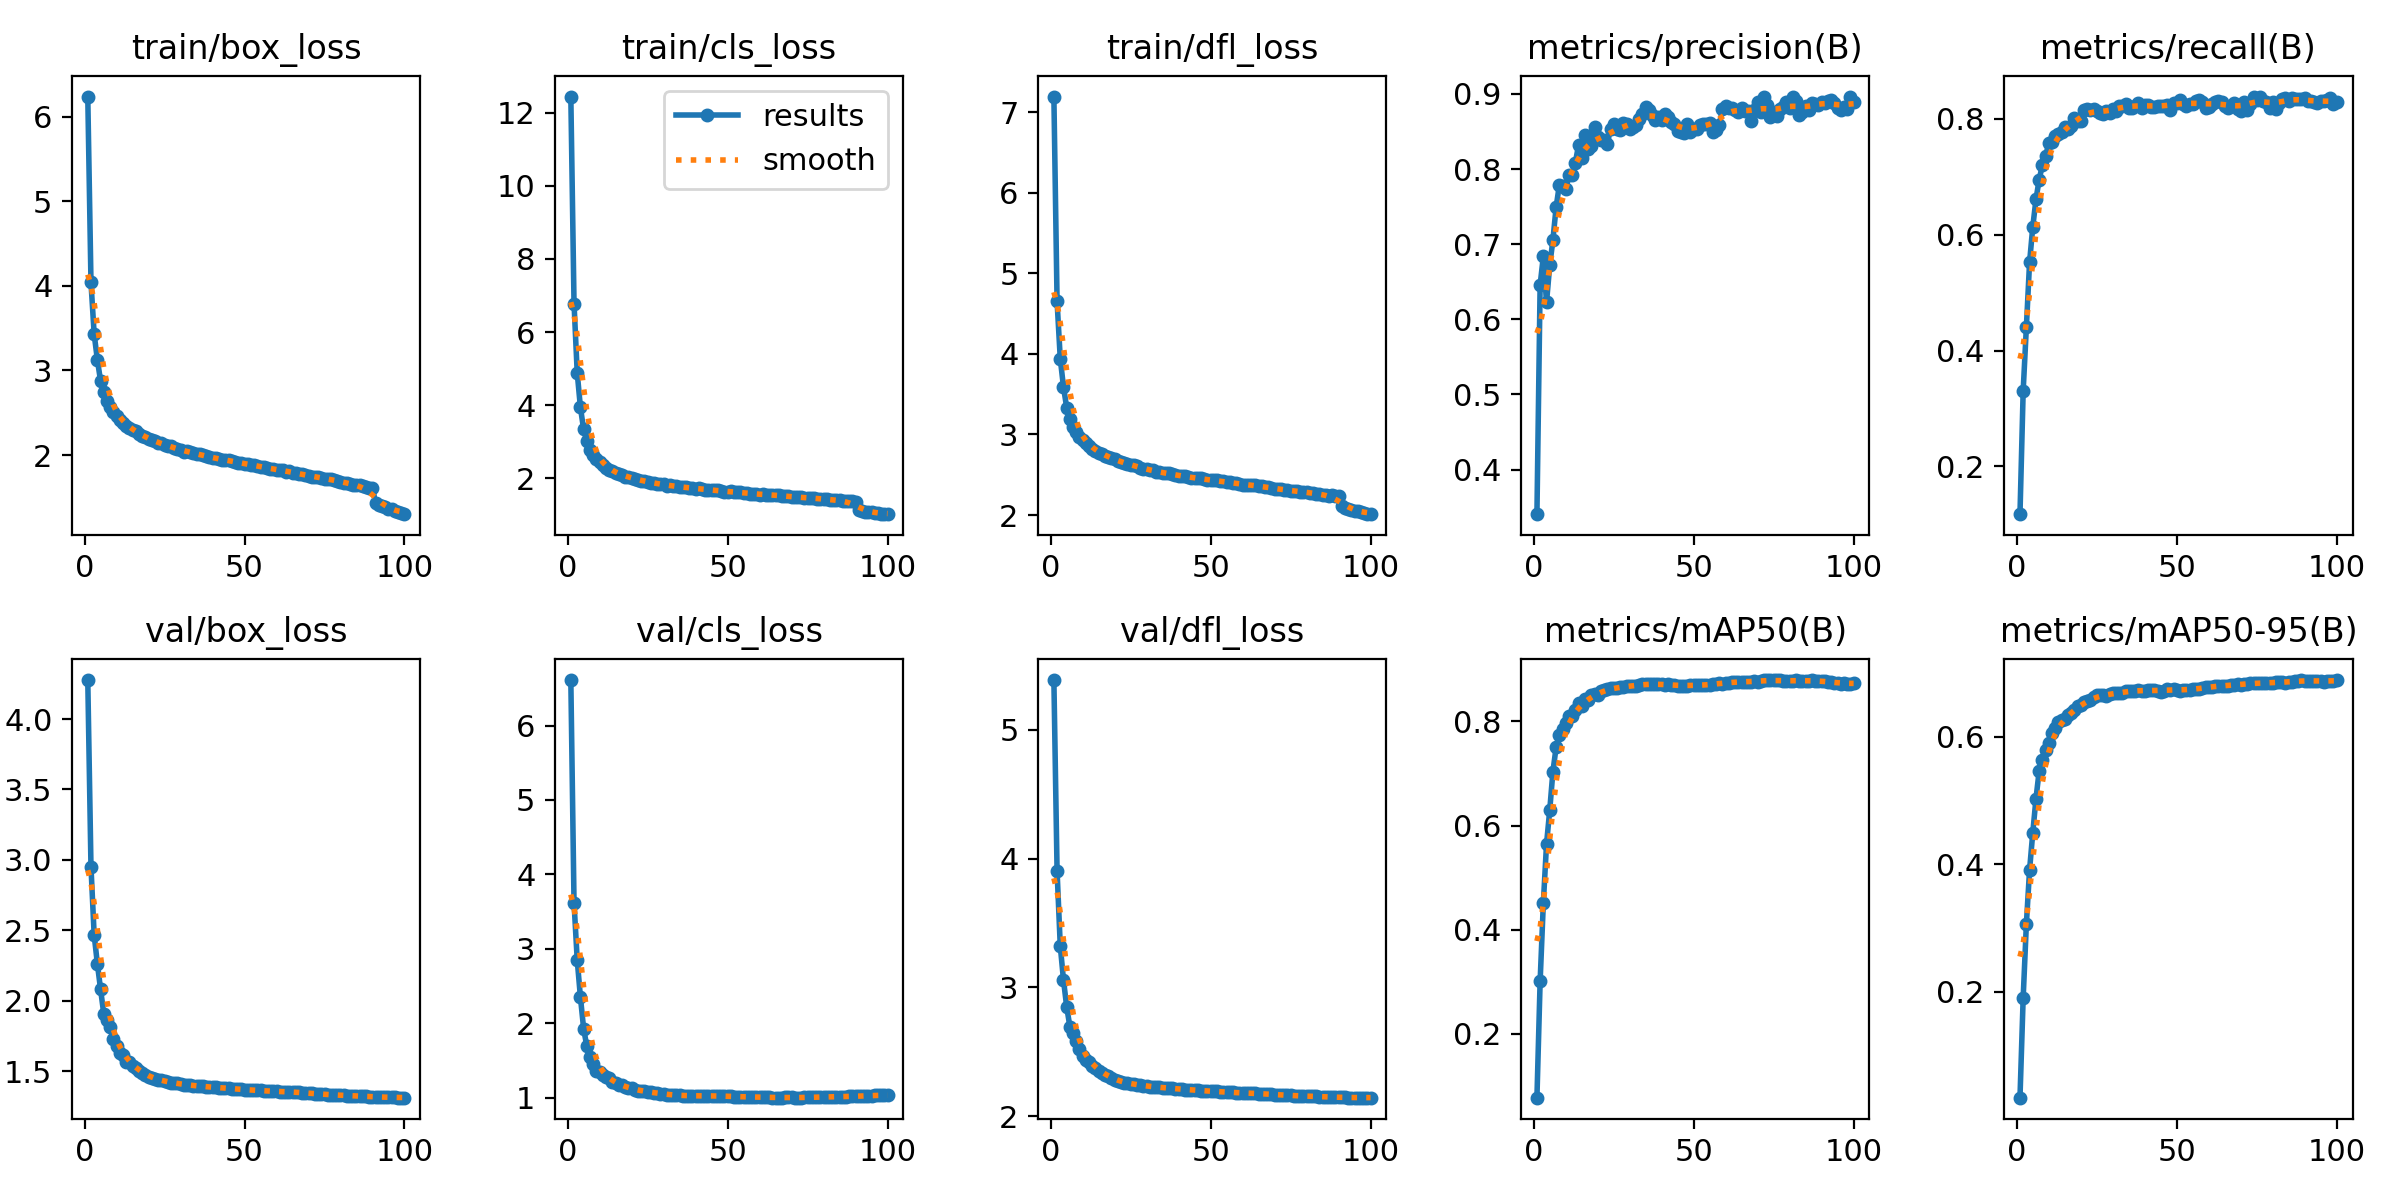 train/box_loss
6
5
4
3
2
0 50 100
train/cls_loss
results
smooth
12
10
8
6
4
2
0 50 100
train/dfl_loss
7
6
5
4
3
2
0 50 100
metrics/precision(B)
0.9
0.8
0.7
0.6
0.5
0.4
0 50 100
metrics/recall(B)
0.8
0.6
0.4
0.2
0 50 100
val/box_loss
4.0
3.5
3.0
2.5
2.0
1.5
0 50 100
val/cls_loss
6
5
4
3
2
1
0 50 100
val/dfl_loss
5
4
3
2
0 50 100
metrics/mAP50(B)
0.8
0.6
0.4
0.2
0 50 100
metrics/mAP50-95(B)
0.6
0.4
0.2
0 50 100